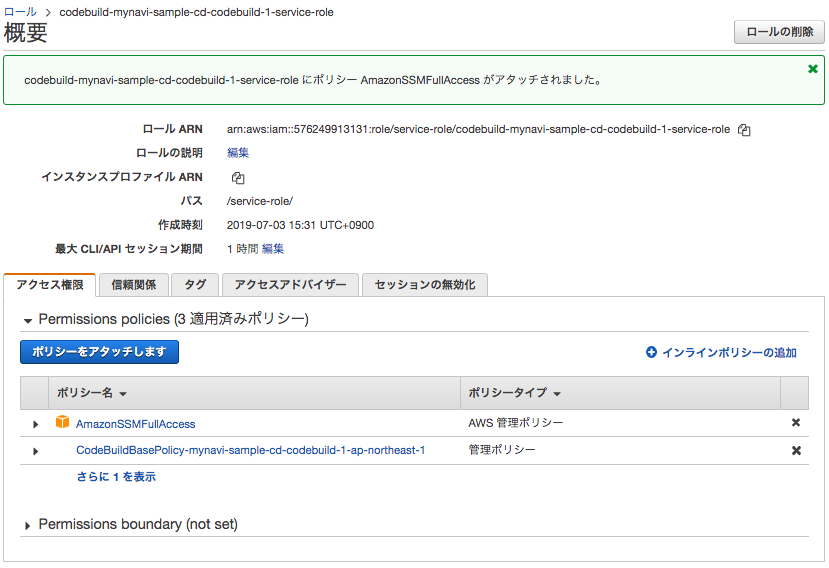 ロール > codebuild-mynavi-sample-cd-codebuild-1-service-role
概要
ロールの削除
codebuild-mynavi-sample-cd-codebuild-1-service-role にポリシー AmazonSSMFullAccess がアタッチされました。
ロール ARN arn:aws:iam::576249913131:role/service-role/codebuild-mynavi-sample-cd-codebuild-1-service-role
ロールの説明 編集
インスタンスプロファイル ARN
パス /service-role/
作成時刻 2019-07-03 15:31 UTC+0900
最大 CLI/API セッション期間 1 時間 編集
アクセス権限 信頼関係 タグ アクセスアドバイザー セッションの無効化
Permissions policies (3 適用済みポリシー)
ポリシーをアタッチします インラインポリシーの追加
ポリシー名 ポリシータイプ
AmazonSSMFullAccess AWS 管理ポリシー
CodeBuildBasePolicy-mynavi-sample-cd-codebuild-1-ap-northeast-1 管理ポリシー
さらに 1 を表示
Permissions boundary (not set)